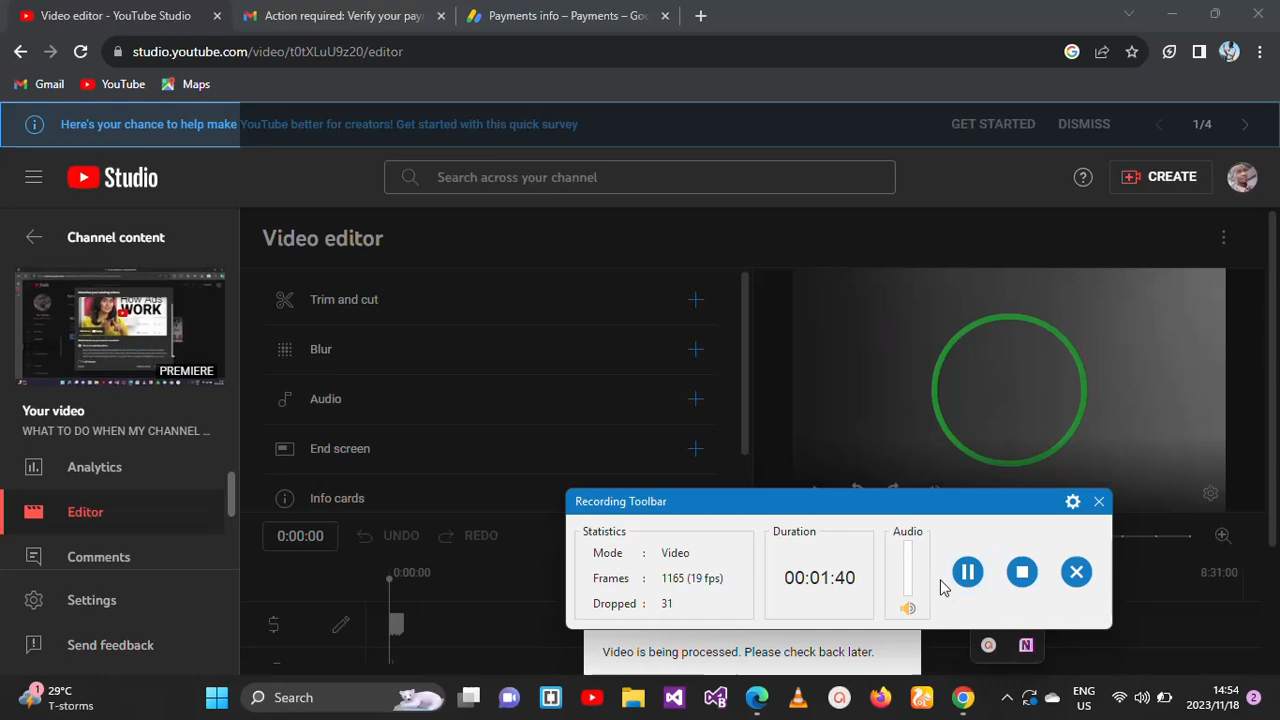 Video editor - YouTube Studio
Action required: Verify your pay
Payments info – Payments – Goo
studio.youtube.com/video/t0tXLuU9z20/editor
Gmail
YouTube
Maps
Here's your chance to help make YouTube better for creators! Get started with this quick survey
GET STARTED
DISMISS
1/4
Studio
Search across your channel
CREATE
Channel content
Video editor
How Ads
WORK
PREMIERE
Your video
WHAT TO DO WHEN MY CHANNEL ...
Analytics
Editor
Comments
Settings
Send feedback
Trim and cut
Blur
Audio
End screen
Info cards
0:00:00
UNDO
REDO
0:00:00
8:31:00
Recording Toolbar
Statistics
Mode : Video
Frames : 1165 (19 fps)
Dropped : 31
Duration
00:01:40
Audio
Video is being processed. Please check back later.
1
29°C
T-storms
Search
ENG
US
14:54
2023/11/18
2